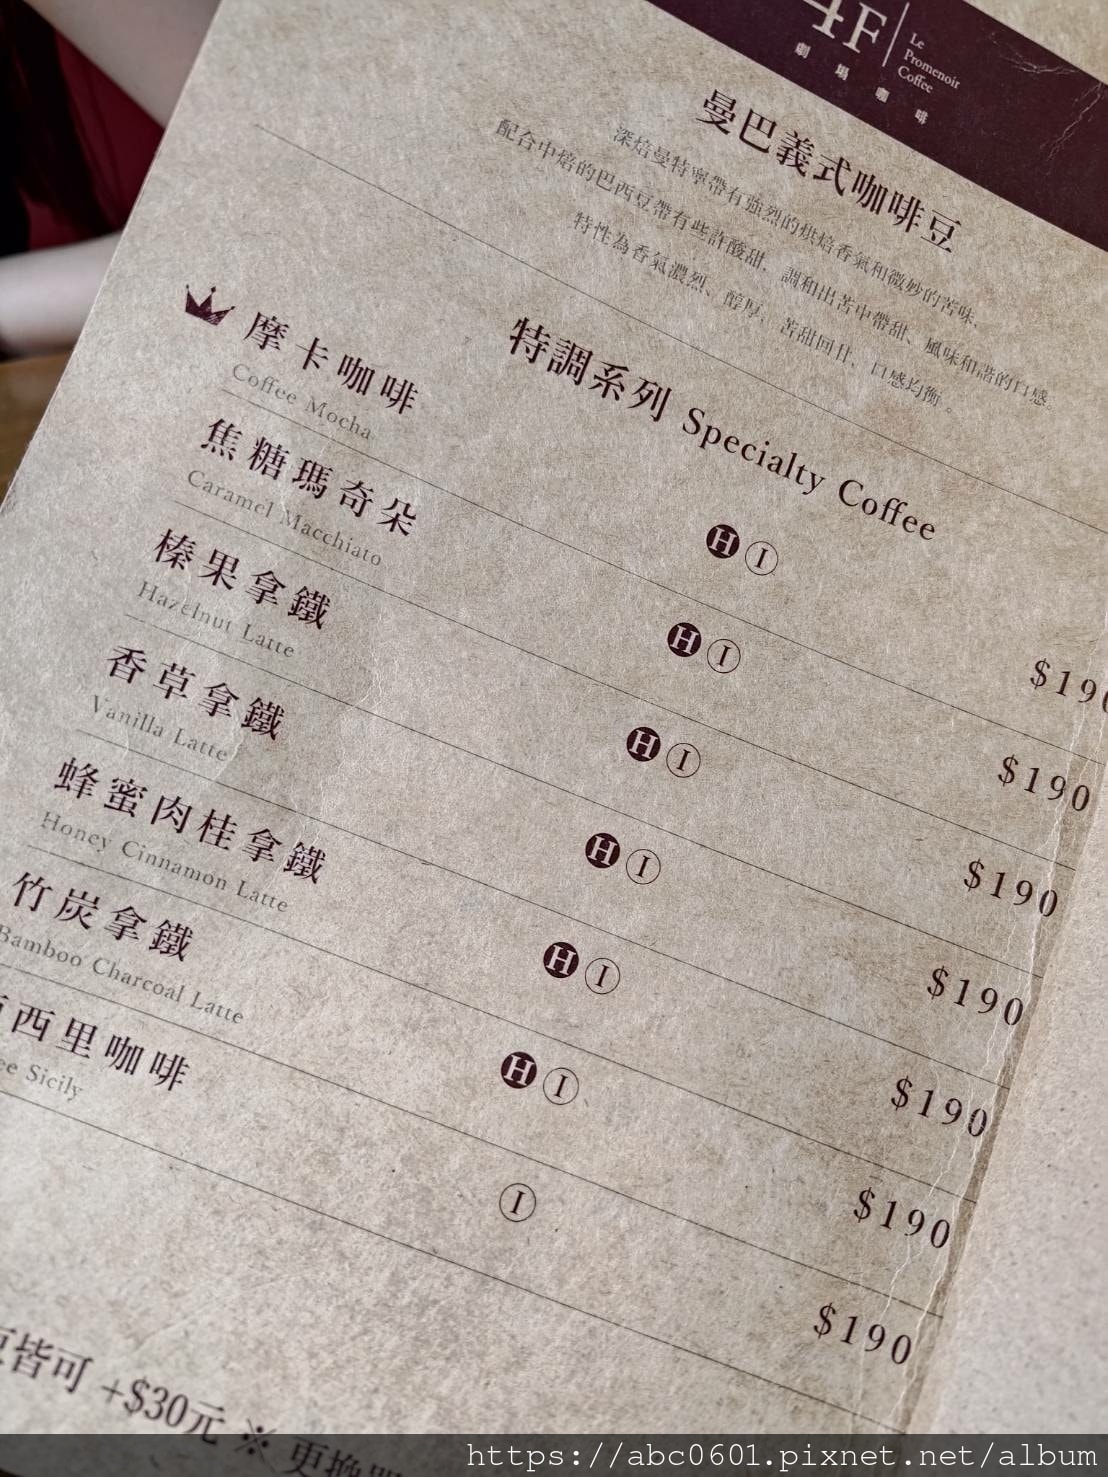 4F
Le
Promenoir
Coffee
劇場咖啡
曼巴義式咖啡豆
深焙曼特寧帶有強烈的烘焙香氣和微妙的苦味,
配合中焙的巴西豆帶有些許酸甜, 調和出苦中帶甜、風味和諧的口感。
特性為香氣濃烈、醇厚、苦甜回甘、口感均衡。
特調系列 Specialty Coffee
摩卡咖啡 H I $190
Coffee Mocha
焦糖瑪奇朵 H I $190
Caramel Macchiato
榛果拿鐵 H I $190
Hazelnut Latte
香草拿鐵 H I $190
Vanilla Latte
蜂蜜肉桂拿鐵 H I $190
Honey Cinnamon Latte
竹炭拿鐵 H I $190
Bamboo Charcoal Latte
西里咖啡 I $190
Sicily
皆可 +$30元 ※ 更換
https://abc0601.pixnet.net/album